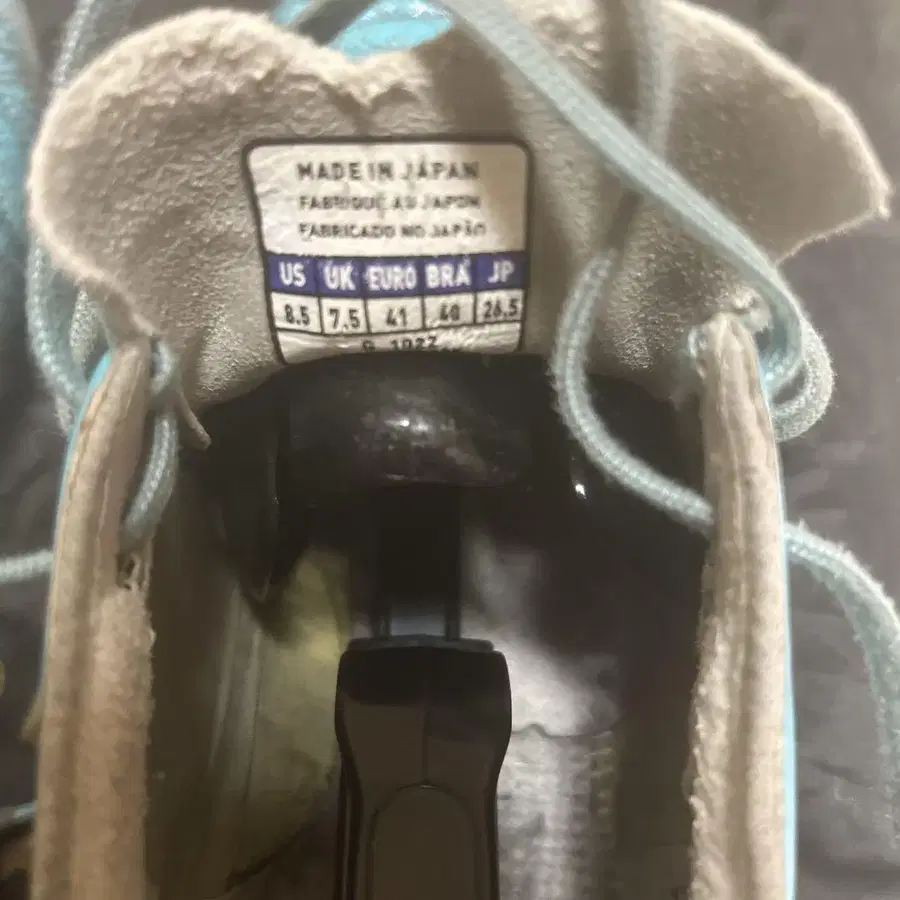 MADE IN JAPAN
FABRIQUÉ AU JAPON
FABRICADO NO JAPÃO
US UK EURO BRA JP
8.5 7.5 41 40 26.5